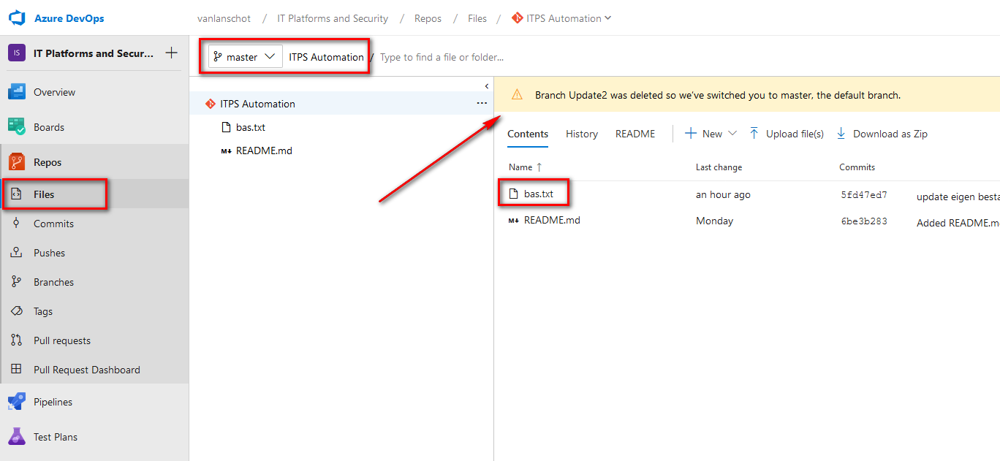 Azure DevOps
vanlanschot / IT Platforms and Security / Repos / Files / ITPS Automation
IS IT Platforms and Secur...
master ITPS Automation / Type to find a file or folder...
Overview
Boards
Repos
Files
Commits
Pushes
Branches
Tags
Pull requests
Pull Request Dashboard
Pipelines
Test Plans
ITPS Automation
bas.txt
README.md
Branch Update2 was deleted so we've switched you to master, the default branch.
Contents History README New Upload file(s) Download as Zip
Name Last change Commits
bas.txt an hour ago 5fd47ed7 update eigen besta
README.md Monday 6be3b283 Added README.m